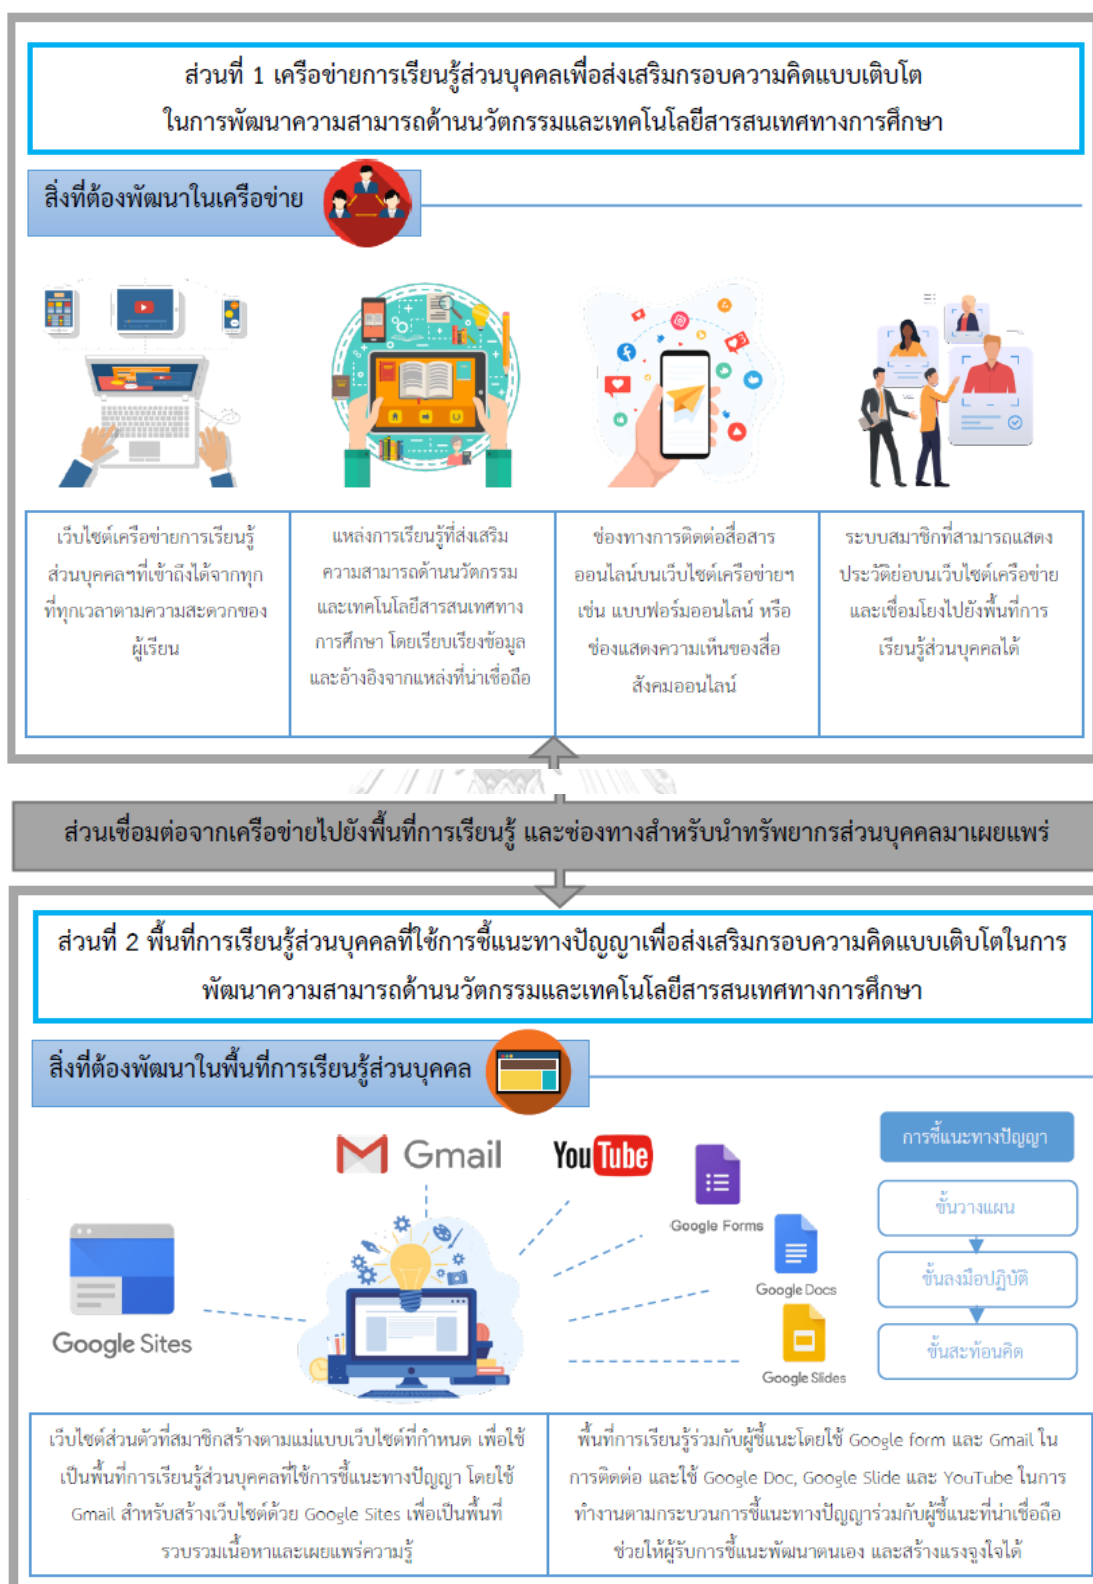 ส่วนที่ 1 เครือข่ายการเรียนรู้ส่วนบุคคลเพื่อส่งเสริมกรอบความคิดแบบเติบโต
ในการพัฒนาความสามารถด้านนวัตกรรมและเทคโนโลยีสารสนเทศทางการศึกษา
สิ่งที่ต้องพัฒนาในเครือข่าย
เว็บไซต์เครือข่ายการเรียนรู้
ส่วนบุคคลฯที่เข้าถึงได้จากทุก
ที่ทุกเวลาตามความสะดวกของ
ผู้เรียน
แหล่งการเรียนรู้ที่ส่งเสริม
ความสามารถด้านนวัตกรรม
และเทคโนโลยีสารสนเทศทาง
การศึกษา โดยเรียบเรียงข้อมูล
และอ้างอิงจากแหล่งที่น่าเชื่อถือ
ช่องทางการติดต่อสื่อสาร
ออนไลน์บนเว็บไซต์เครือข่ายฯ
เช่น แบบฟอร์มออนไลน์ หรือ
ช่องแสดงความเห็นของสื่อ
สังคมออนไลน์
ระบบสมาชิกที่สามารถแสดง
ประวัติย่อบนเว็บไซต์เครือข่าย
และเชื่อมโยงไปยังพื้นที่การ
เรียนรู้ส่วนบุคคลได้
ส่วนเชื่อมต่อจากเครือข่ายไปยังพื้นที่การเรียนรู้ และช่องทางสำหรับนำทรัพยากรส่วนบุคคลมาเผยแพร่
ส่วนที่ 2 พื้นที่การเรียนรู้ส่วนบุคคลที่ใช้การชี้แนะทางปัญญาเพื่อส่งเสริมกรอบความคิดแบบเติบโตในการ
พัฒนาความสามารถด้านนวัตกรรมและเทคโนโลยีสารสนเทศทางการศึกษา
สิ่งที่ต้องพัฒนาในพื้นที่การเรียนรู้ส่วนบุคคล
Gmail
YouTube
Google Forms
Google Docs
Google Slides
Google Sites
การชี้แนะทางปัญญา
ขั้นวางแผน
ขั้นลงมือปฏิบัติ
ขั้นสะท้อนคิด
เว็บไซต์ส่วนตัวที่สมาชิกสร้างตามแม่แบบเว็บไซต์ที่กำหนด เพื่อใช้
เป็นพื้นที่การเรียนรู้ส่วนบุคคลที่ใช้การชี้แนะทางปัญญา โดยใช้
Gmail สำหรับสร้างเว็บไซต์ด้วย Google Sites เพื่อเป็นพื้นที่
รวบรวมเนื้อหาและเผยแพร่ความรู้
พื้นที่การเรียนรู้ร่วมกับผู้ชี้แนะโดยใช้ Google form และ Gmail ใน
การติดต่อ และใช้ Google Doc, Google Slide และ YouTube ในการ
ทำงานตามกระบวนการชี้แนะทางปัญญาร่วมกับผู้ชี้แนะที่น่าเชื่อถือ
ช่วยให้ผู้รับการชี้แนะพัฒนาตนเอง และสร้างแรงจูงใจได้